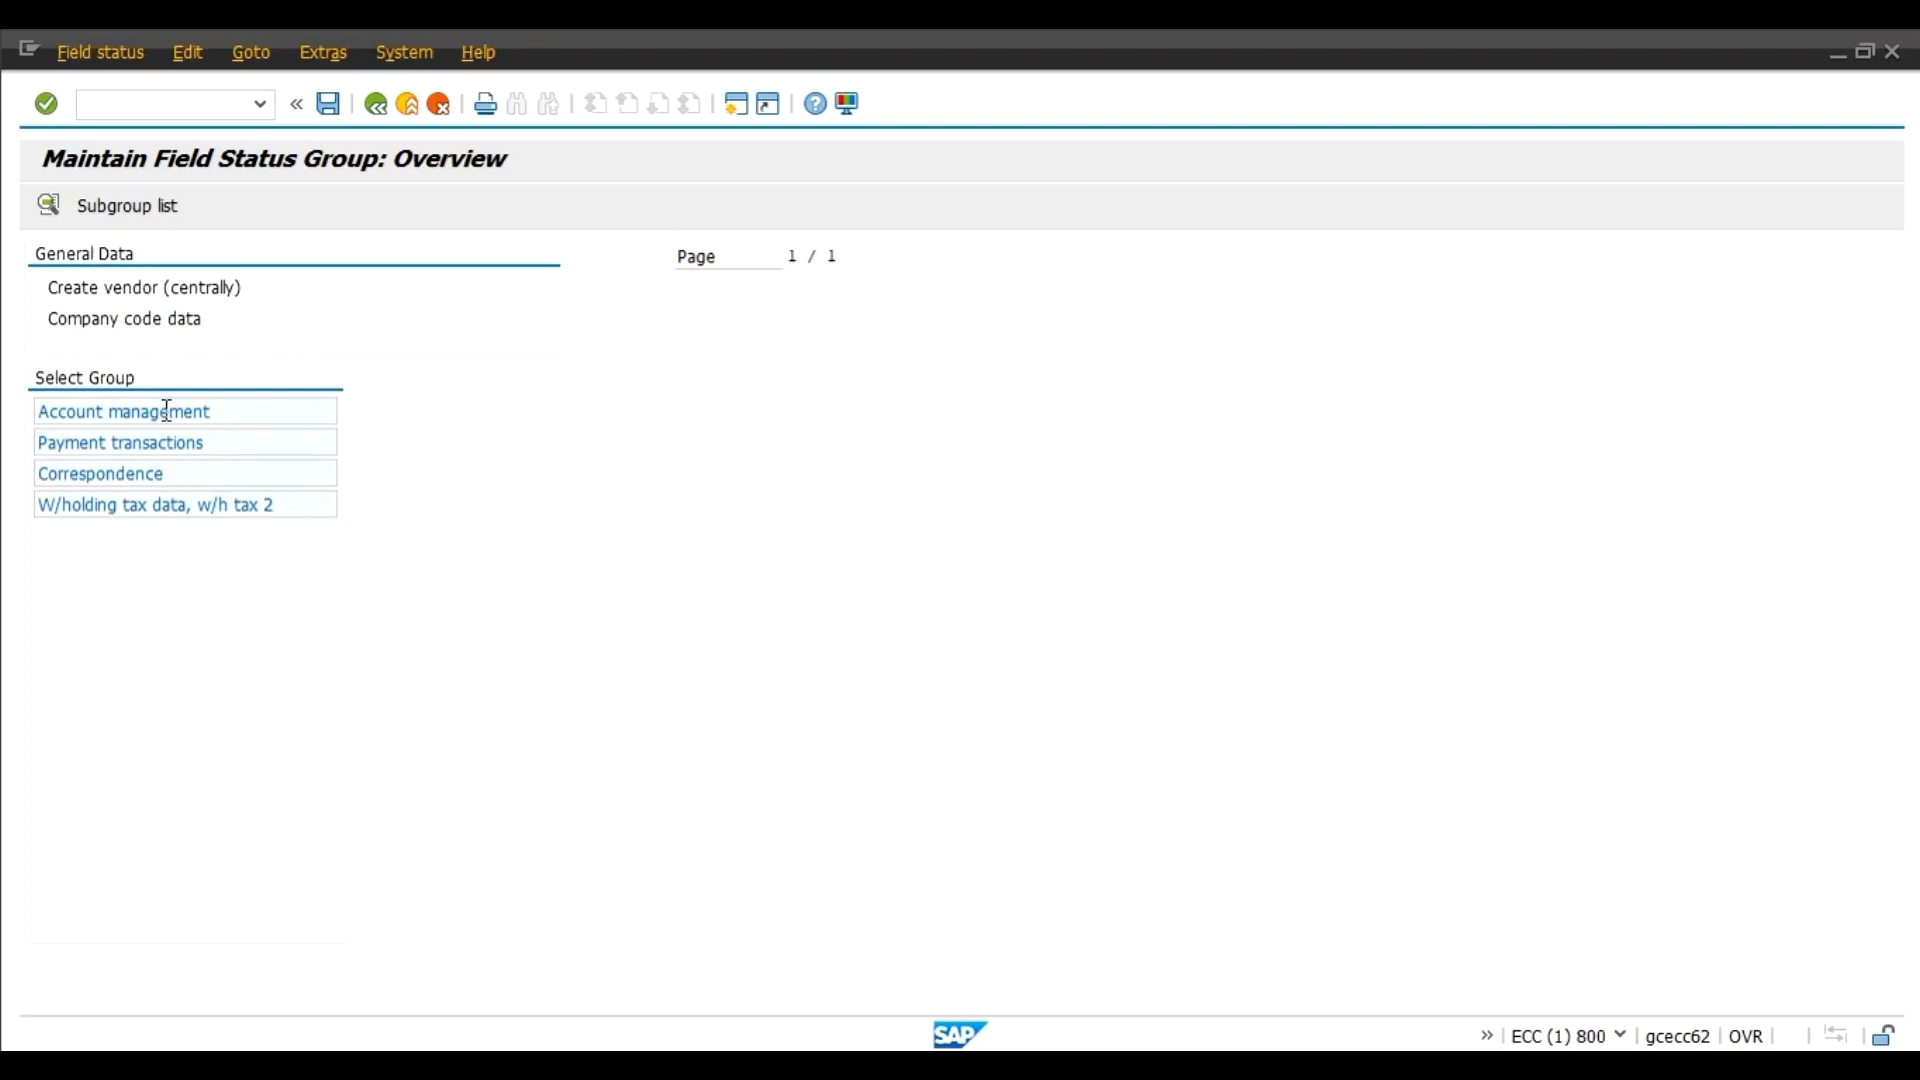 Field status Edit Goto Extras System Help
Maintain Field Status Group: Overview
Subgroup list
General Data
Page 1 / 1
Create vendor (centrally)
Company code data
Select Group
Account management
Payment transactions
Correspondence
W/holding tax data, w/h tax 2
SAP
ECC (1) 800 gcecc62 OVR